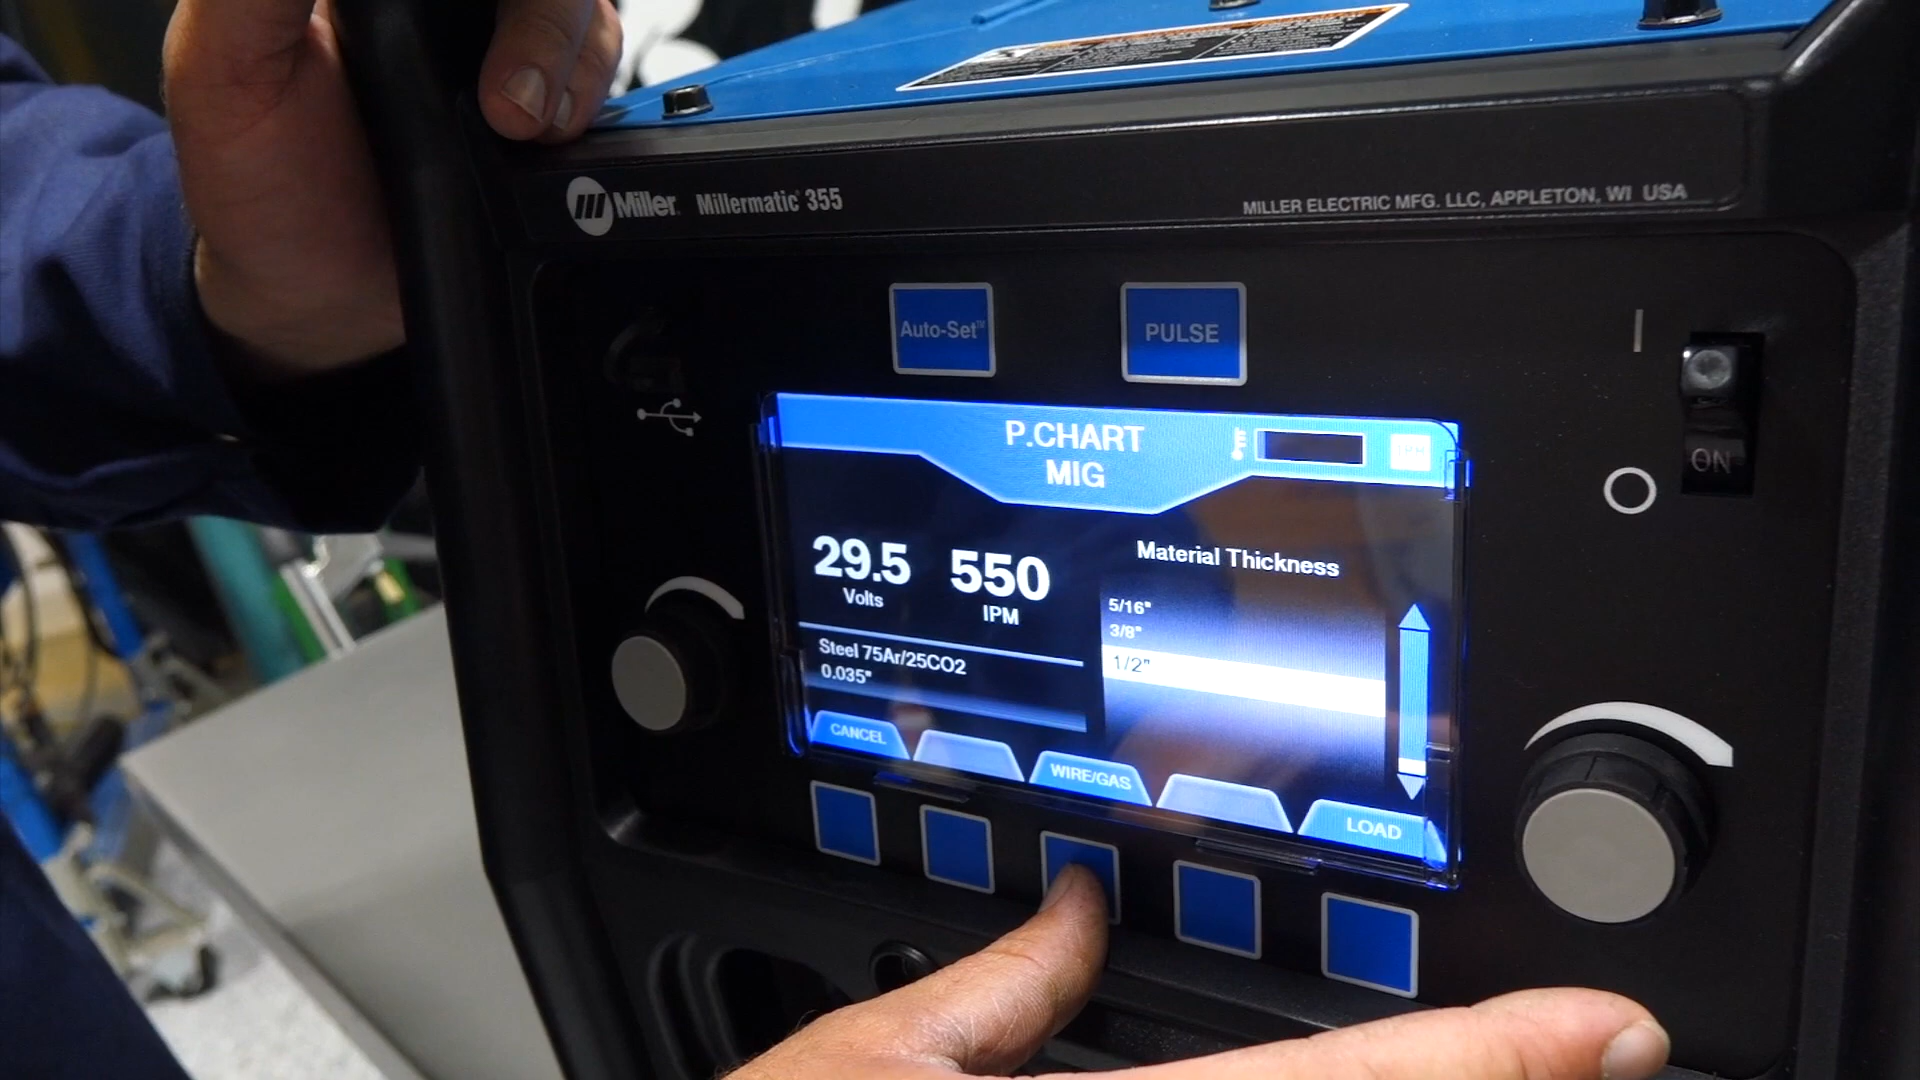 Miller Millermatic 355
MILLER ELECTRIC MFG. LLC, APPLETON, WI USA
Auto-Set™
PULSE
P.CHART
MIG
29.5 550
Volts IPM
Steel 75Ar/25CO2
0.035"
Material Thickness
5/16"
3/8"
1/2"
CANCEL
WIRE/GAS
LOAD
ON